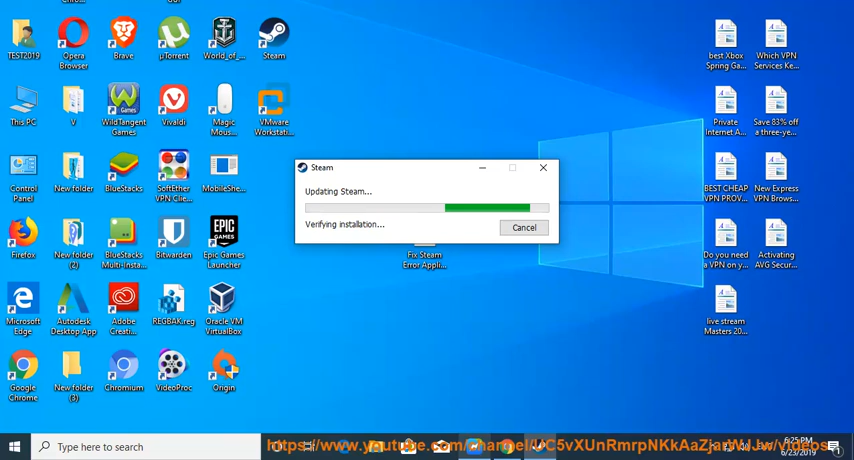 TEST2019
Opera
Browser
Brave
µTorrent
World_of_...
Steam
This PC
V
WildTangent
Games
Vivaldi
Magic
Mous...
VMware
Workstati...
Control
Panel
New folder
BlueStacks
SoftEther
VPN Clie...
MobileShe...
Firefox
New folder
(2)
BlueStacks
Multi-Insta...
Bitwarden
EPIC
GAMES
Epic Games
Launcher
Microsoft
Edge
Autodesk
Desktop App
Adobe
Creati...
REGBAK.reg
Oracle VM
VirtualBox
Google
Chrome
New folder
(3)
Chromium
VideoProc
Origin
Steam
Updating Steam...
Verifying installation...
Cancel
Fix Steam
Error Appli...
best Xbox
Spring Ga...
Which VPN
Services Ke...
Private
Internet A...
Save 83% off
a three-ye...
BEST CHEAP
VPN PROV...
New Express
VPN Brows...
Do you need
a VPN on y...
Activating
AVG Secur...
live stream
Masters 20...
Type here to search
6:25 PM
6/23/2019